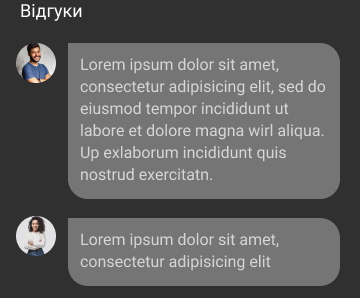 Відгуки
Lorem ipsum dolor sit amet,
consectetur adipisicing elit, sed do
eiusmod tempor incididunt ut
labore et dolore magna wirl aliqua.
Up exlaborum incididunt quis
nostrud exercitatn.
Lorem ipsum dolor sit amet,
consectetur adipisicing elit